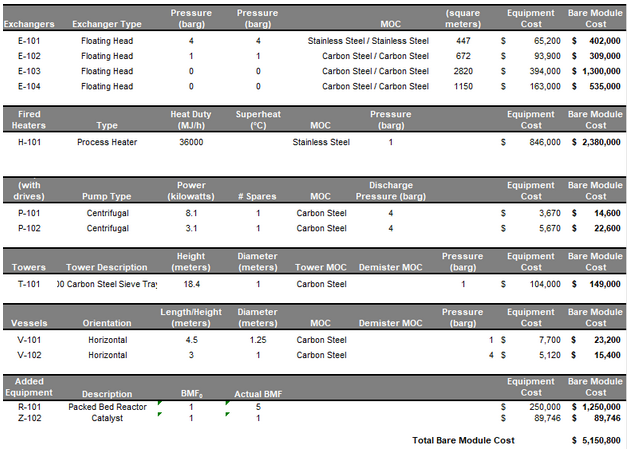 Pressure Pressure (square Equipment Bare Module
Exchangers Exchanger Type (barg) (barg) MOC meters) Cost Cost
E-101 Floating Head 4 4 Stainless Steel / Stainless Steel 447 $ 65,200 $ 402,000
E-102 Floating Head 1 1 Carbon Steel / Carbon Steel 672 $ 93,900 $ 309,000
E-103 Floating Head 0 0 Carbon Steel / Carbon Steel 2820 $ 394,000 $ 1,300,000
E-104 Floating Head 0 0 Carbon Steel / Carbon Steel 1150 $ 163,000 $ 535,000
Fired Heat Duty Superheat Pressure Equipment Bare Module
Heaters Type (MJ/h) (°C) MOC (barg) Cost Cost
H-101 Process Heater 36000 Stainless Steel 1 $ 846,000 $ 2,380,000
(with Power Discharge Equipment Bare Module
drives) Pump Type (kilowatts) # Spares MOC Pressure (barg) Cost Cost
P-101 Centrifugal 8.1 1 Carbon Steel 4 $ 3,670 $ 14,600
P-102 Centrifugal 3.1 1 Carbon Steel 4 $ 5,670 $ 22,600
Height Diameter Pressure Equipment Bare Module
Towers Tower Description (meters) (meters) Tower MOC Demister MOC (barg) Cost Cost
T-101 00 Carbon Steel Sieve Tray 18.4 1 Carbon Steel 1 $ 104,000 $ 149,000
Length/Height Diameter Pressure Equipment Bare Module
Vessels Orientation (meters) (meters) MOC Demister MOC (barg) Cost Cost
V-101 Horizontal 4.5 1.25 Carbon Steel 1 $ 7,700 $ 23,200
V-102 Horizontal 3 1 Carbon Steel 4 $ 5,120 $ 15,400
Added Equipment Bare Module
Equipment Description BMF0 Actual BMF Cost Cost
R-101 Packed Bed Reactor 1 5 $ 250,000 $ 1,250,000
Z-102 Catalyst 1 1 $ 89,746 $ 89,746
Total Bare Module Cost $ 5,150,800